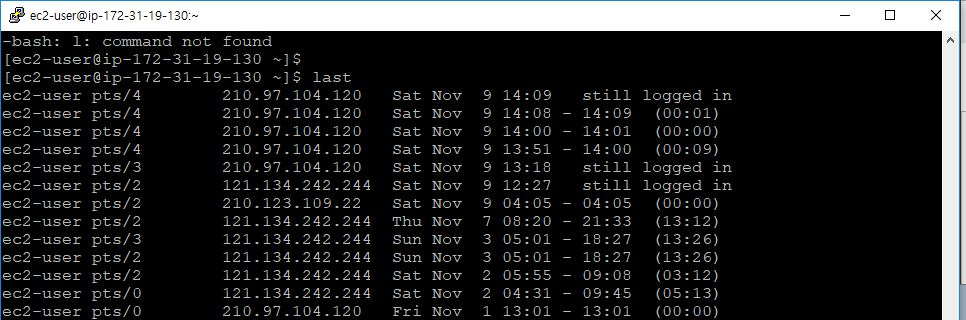 ec2-user@ip-172-31-19-130:~
-bash: l: command not found
[ec2-user@ip-172-31-19-130 ~]$
[ec2-user@ip-172-31-19-130 ~]$ last
ec2-user pts/4        210.97.104.120   Sat Nov  9 14:09   still logged in
ec2-user pts/4        210.97.104.120   Sat Nov  9 14:08 - 14:09  (00:01)
ec2-user pts/4        210.97.104.120   Sat Nov  9 14:00 - 14:01  (00:00)
ec2-user pts/4        210.97.104.120   Sat Nov  9 13:51 - 14:00  (00:09)
ec2-user pts/3        210.97.104.120   Sat Nov  9 13:18   still logged in
ec2-user pts/2        121.134.242.244  Sat Nov  9 12:27   still logged in
ec2-user pts/2        210.123.109.22   Sat Nov  9 04:05 - 04:05  (00:00)
ec2-user pts/2        121.134.242.244  Thu Nov  7 08:20 - 21:33  (13:12)
ec2-user pts/3        121.134.242.244  Sun Nov  3 05:01 - 18:27  (13:26)
ec2-user pts/2        121.134.242.244  Sun Nov  3 05:01 - 18:27  (13:26)
ec2-user pts/2        121.134.242.244  Sat Nov  2 05:55 - 09:08  (03:12)
ec2-user pts/0        121.134.242.244  Sat Nov  2 04:31 - 09:45  (05:13)
ec2-user pts/0        210.97.104.120   Fri Nov  1 13:01 - 13:01  (00:00)